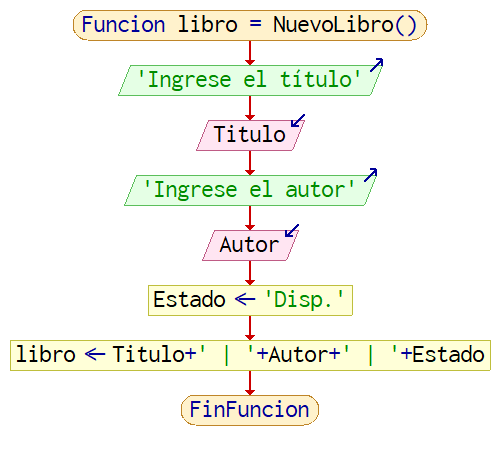 Funcion libro = NuevoLibro()
'Ingrese el título'
Titulo
'Ingrese el autor'
Autor
Estado ← 'Disp.'
libro ← Titulo+' | '+Autor+' | '+Estado
FinFuncion